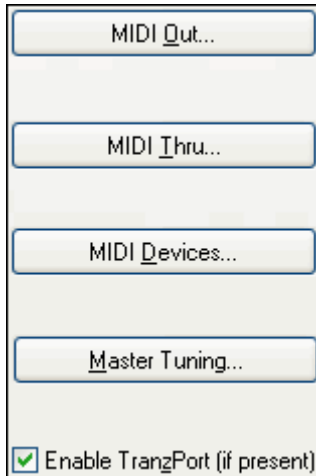 MIDI Out...
MIDI Thru...
MIDI Devices...
Master Tuning...
Enable TranzPort (if present)